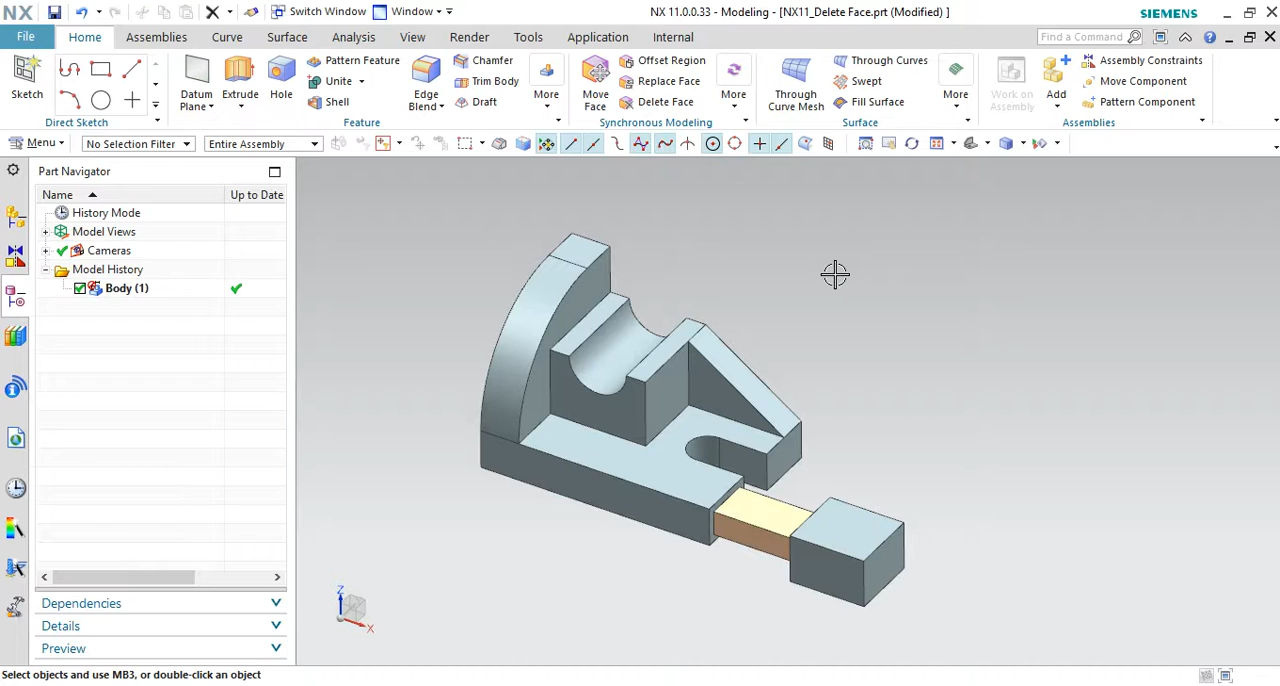 NX
Switch Window
Window
NX 11.0.0.33 - Modeling - [NX11_Delete Face.prt (Modified) ]
SIEMENS
File
Home
Assemblies
Curve
Surface
Analysis
View
Render
Tools
Application
Internal
Find a Command
Sketch
Direct Sketch
Datum Plane
Extrude
Hole
Pattern Feature
Unite
Shell
Edge Blend
Chamfer
Trim Body
Draft
More
Feature
Move Face
Offset Region
Replace Face
Delete Face
More
Synchronous Modeling
Through Curve Mesh
Through Curves
Swept
Fill Surface
More
Surface
Work on Assembly
Add
Assembly Constraints
Move Component
Pattern Component
Assemblies
Menu
No Selection Filter
Entire Assembly
Part Navigator
Name
Up to Date
History Mode
Model Views
Cameras
Model History
Body (1)
Dependencies
Details
Preview
Z
X
Select objects and use MB3, or double-click an object